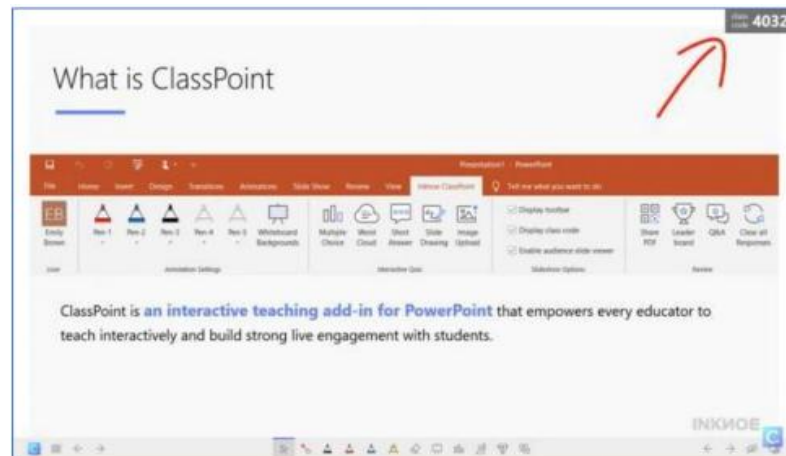 class
code 4032
What is ClassPoint
Presentation1 - PowerPoint
File Home Insert Design Transitions Animations Slide Show Review View Inknoe ClassPoint Tell me what you want to do
EB
Emily Brown
Pen 1 Pen 2 Pen 3 Pen 4 Pen 5 Whiteboard Backgrounds
Multiple Choice Word Cloud Short Answer Slide Drawing Image Upload
Display toolbar
Display class code
Enable audience slide viewer
Share PDF Leader board Q&A Clear all Responses
User Annotation Settings Interactive Quiz Slideshow Options Review
ClassPoint is an interactive teaching add-in for PowerPoint that empowers every educator to
teach interactively and build strong live engagement with students.
INKNOE